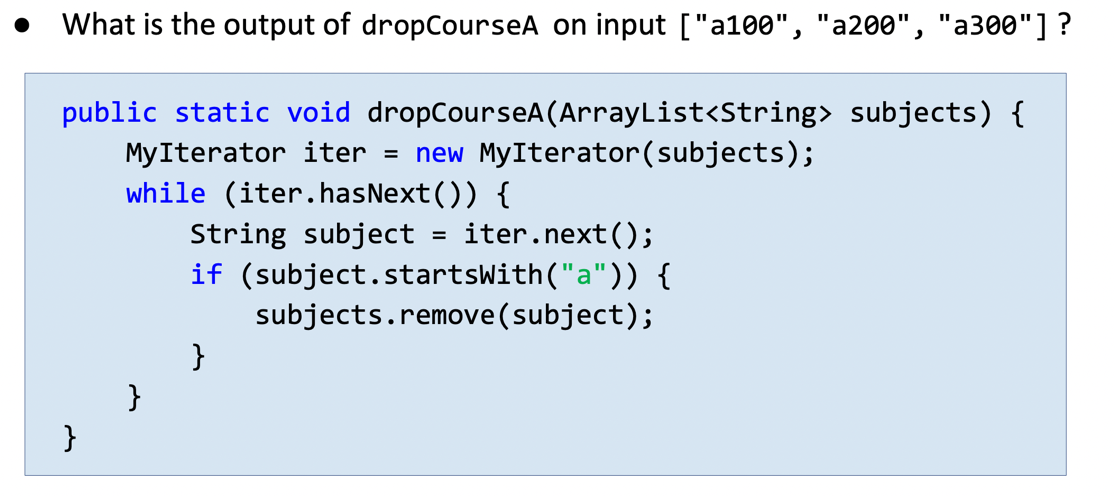 ● What is the output of dropCourseA on input ["a100", "a200", "a300"] ?
public static void dropCourseA(ArrayList<String> subjects) {
    MyIterator iter = new MyIterator(subjects);
    while (iter.hasNext()) {
        String subject = iter.next();
        if (subject.startsWith("a")) {
            subjects.remove(subject);
        }
    }
}